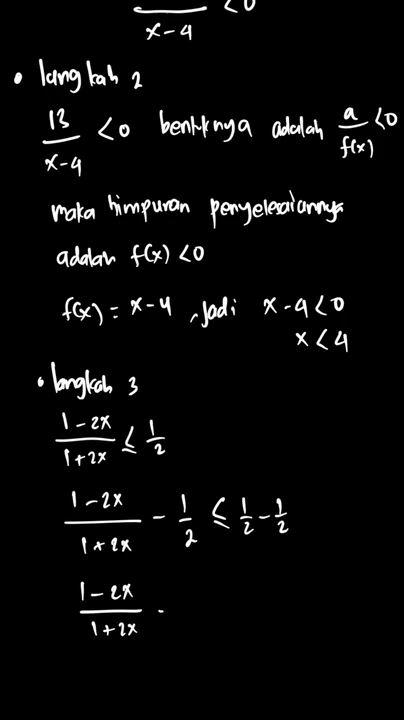 x-4 <0
• langkah 2
13/x-4 <0 bentuknya adalah a/f(x) <0
maka himpunan penyelesaiannya
adalah f(x) <0
f(x) = x-4 , Jadi x-4<0
x<4
• langkah 3
1-2x/1+2x ≤ 1/2
1-2x/1+2x - 1/2 ≤ 1/2 - 1/2
1-2x/1+2x -